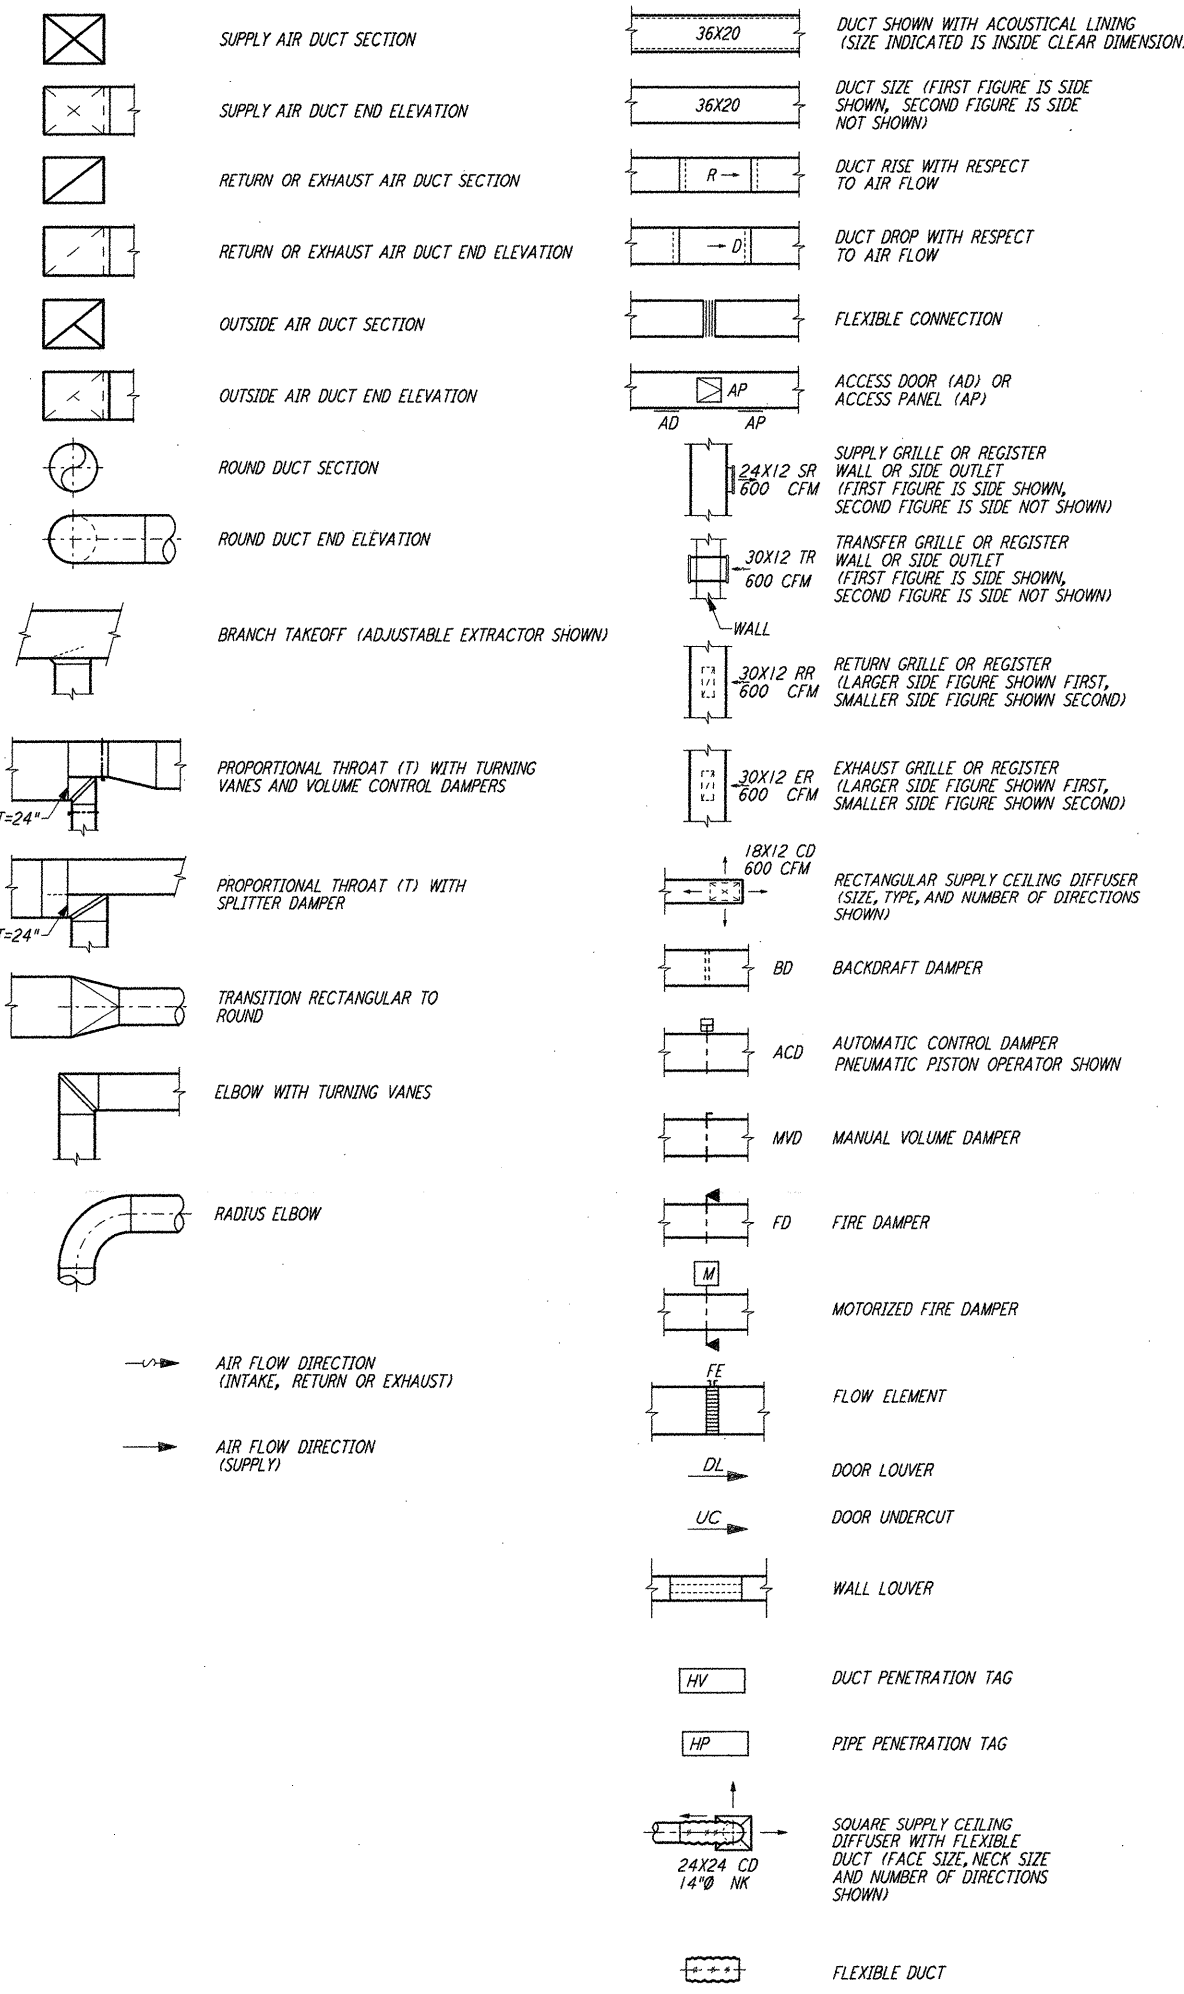 SUPPLY AIR DUCT SECTION
SUPPLY AIR DUCT END ELEVATION
RETURN OR EXHAUST AIR DUCT SECTION
RETURN OR EXHAUST AIR DUCT END ELEVATION
OUTSIDE AIR DUCT SECTION
OUTSIDE AIR DUCT END ELEVATION
ROUND DUCT SECTION
ROUND DUCT END ELEVATION
BRANCH TAKEOFF (ADJUSTABLE EXTRACTOR SHOWN)
PROPORTIONAL THROAT (T) WITH TURNING
VANES AND VOLUME CONTROL DAMPERS
T=24"
PROPORTIONAL THROAT (T) WITH
SPLITTER DAMPER
T=24"
TRANSITION RECTANGULAR TO
ROUND
ELBOW WITH TURNING VANES
RADIUS ELBOW
AIR FLOW DIRECTION
(INTAKE, RETURN OR EXHAUST)
AIR FLOW DIRECTION
(SUPPLY)
36X20
DUCT SHOWN WITH ACOUSTICAL LINING
(SIZE INDICATED IS INSIDE CLEAR DIMENSION.
36X20
DUCT SIZE (FIRST FIGURE IS SIDE
SHOWN, SECOND FIGURE IS SIDE
NOT SHOWN)
R
DUCT RISE WITH RESPECT
TO AIR FLOW
D
DUCT DROP WITH RESPECT
TO AIR FLOW
FLEXIBLE CONNECTION
AP
AD AP
ACCESS DOOR (AD) OR
ACCESS PANEL (AP)
24X12 SR
600 CFM
SUPPLY GRILLE OR REGISTER
WALL OR SIDE OUTLET
(FIRST FIGURE IS SIDE SHOWN,
SECOND FIGURE IS SIDE NOT SHOWN)
30X12 TR
600 CFM
WALL
TRANSFER GRILLE OR REGISTER
WALL OR SIDE OUTLET
(FIRST FIGURE IS SIDE SHOWN,
SECOND FIGURE IS SIDE NOT SHOWN)
30X12 RR
600 CFM
RETURN GRILLE OR REGISTER
(LARGER SIDE FIGURE SHOWN FIRST,
SMALLER SIDE FIGURE SHOWN SECOND)
30X12 ER
600 CFM
EXHAUST GRILLE OR REGISTER
(LARGER SIDE FIGURE SHOWN FIRST,
SMALLER SIDE FIGURE SHOWN SECOND)
18X12 CD
600 CFM
RECTANGULAR SUPPLY CEILING DIFFUSER
(SIZE, TYPE, AND NUMBER OF DIRECTIONS
SHOWN)
BD BACKDRAFT DAMPER
ACD AUTOMATIC CONTROL DAMPER
PNEUMATIC PISTON OPERATOR SHOWN
MVD MANUAL VOLUME DAMPER
FD FIRE DAMPER
M
MOTORIZED FIRE DAMPER
FE
FLOW ELEMENT
DL DOOR LOUVER
UC DOOR UNDERCUT
WALL LOUVER
HV DUCT PENETRATION TAG
HP PIPE PENETRATION TAG
24X24 CD
14"Ø NK
SQUARE SUPPLY CEILING
DIFFUSER WITH FLEXIBLE
DUCT (FACE SIZE, NECK SIZE
AND NUMBER OF DIRECTIONS
SHOWN)
FLEXIBLE DUCT